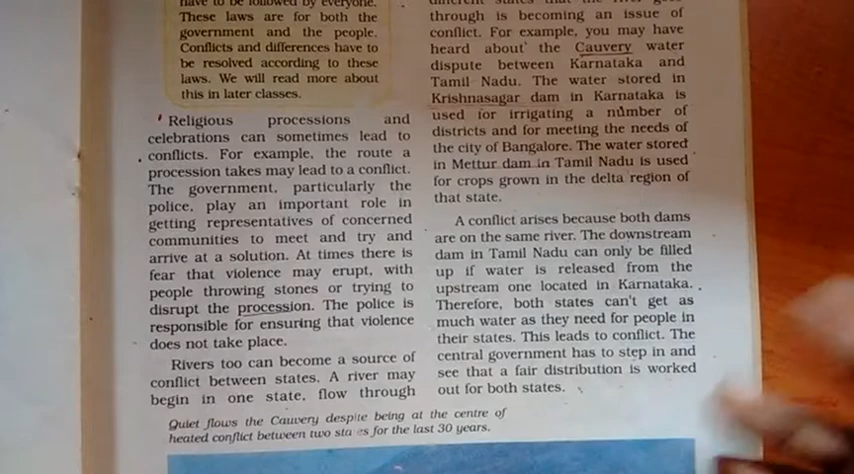 have to be followed by everyone.
These laws are for both the
government and the people.
Conflicts and differences have to
be resolved according to these
laws. We will read more about
this in later classes.
Religious processions and
celebrations can sometimes lead to
conflicts. For example, the route a
procession takes may lead to a conflict.
The government, particularly the
police, play an important role in
getting representatives of concerned
communities to meet and try and
arrive at a solution. At times there is
fear that violence may erupt, with
people throwing stones or trying to
disrupt the procession. The police is
responsible for ensuring that violence
does not take place.
Rivers too can become a source of
conflict between states. A river may
begin in one state, flow through
different states that the river goes
through is becoming an issue of
conflict. For example, you may have
heard about the Cauvery water
dispute between Karnataka and
Tamil Nadu. The water stored in
Krishnasagar dam in Karnataka is
used for irrigating a number of
districts and for meeting the needs of
the city of Bangalore. The water stored
in Mettur dam in Tamil Nadu is used
for crops grown in the delta region of
that state.
A conflict arises because both dams
are on the same river. The downstream
dam in Tamil Nadu can only be filled
up if water is released from the
upstream one located in Karnataka.
Therefore, both states can't get as
much water as they need for people in
their states. This leads to conflict. The
central government has to step in and
see that a fair distribution is worked
out for both states.
Quiet flows the Cauvery despite being at the centre of
heated conflict between two states for the last 30 years.